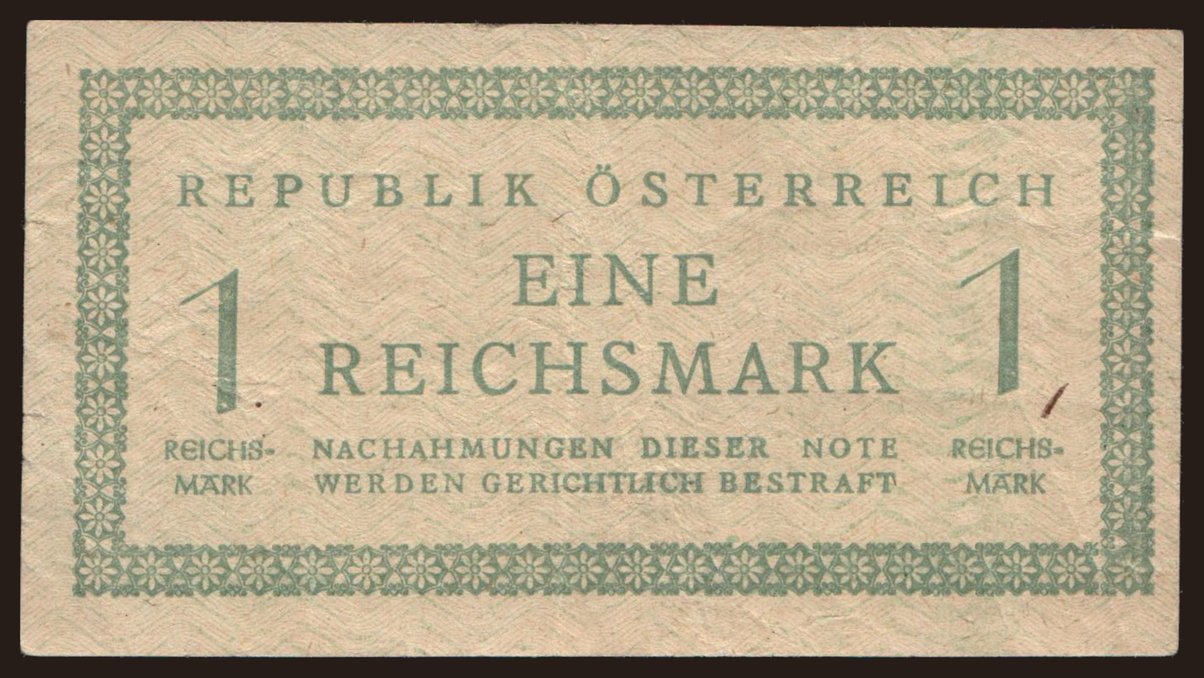 REPUBLIK ÖSTERREICH
EINE
REICHSMARK
1
1
REICHS-
MARK
NACHAHMUNGEN DIESER NOTE
WERDEN GERICHTLICH BESTRAFT
REICHS-
MARK